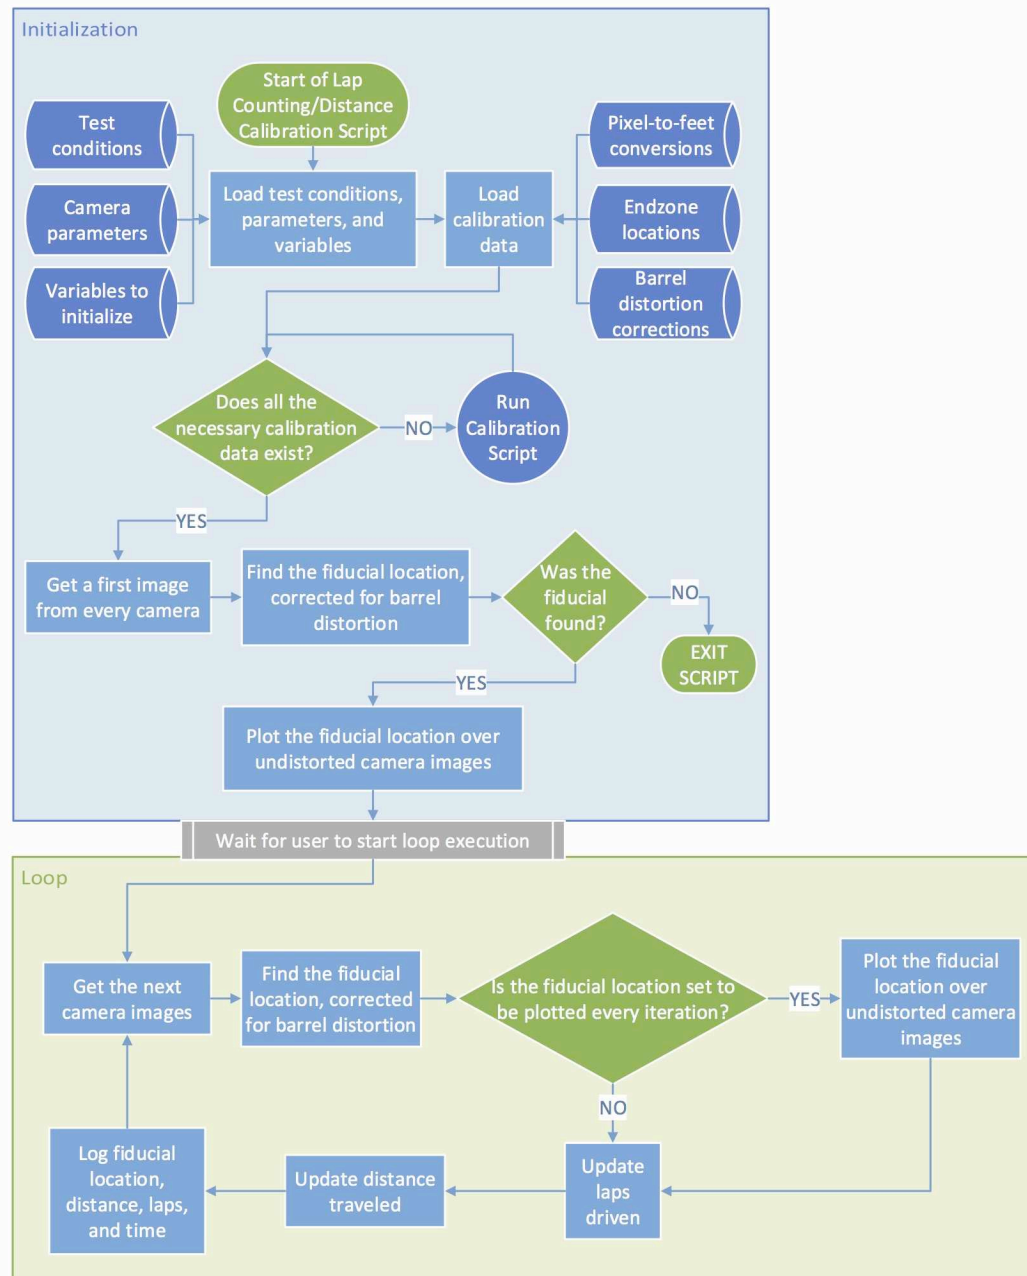 Initialization
Start of Lap
Counting/Distance
Calibration Script
Test
conditions
Camera
parameters
Variables to
initialize
Load test conditions,
parameters, and
variables
Load
calibration
data
Pixel-to-feet
conversions
Endzone
locations
Barrel
distortion
corrections
Does all the
necessary calibration
data exist?
NO
Run
Calibration
Script
YES
Get a first image
from every camera
Find the fiducial location,
corrected for barrel
distortion
Was the
fiducial
found?
NO
EXIT
SCRIPT
YES
Plot the fiducial location over
undistorted camera images
Wait for user to start loop execution
Loop
Get the next
camera images
Find the fiducial
location, corrected
for barrel distortion
Is the fiducial location set to
be plotted every iteration?
YES
Plot the fiducial
location over
undistorted camera
images
NO
Update
laps
driven
Update distance
traveled
Log fiducial
location,
distance, laps,
and time